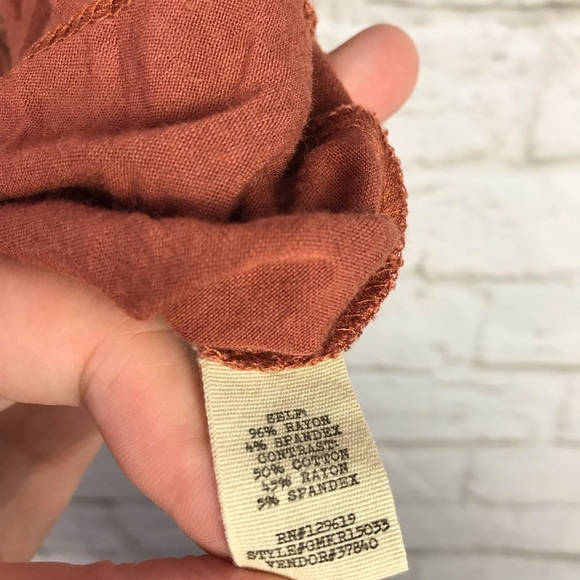 SELF:
96% RAYON
4% SPANDEX
CONTRAST:
50% COTTON
45% RAYON
5% SPANDEX
RN#129619
STYLE#GMKR15033
VENDOR#37840